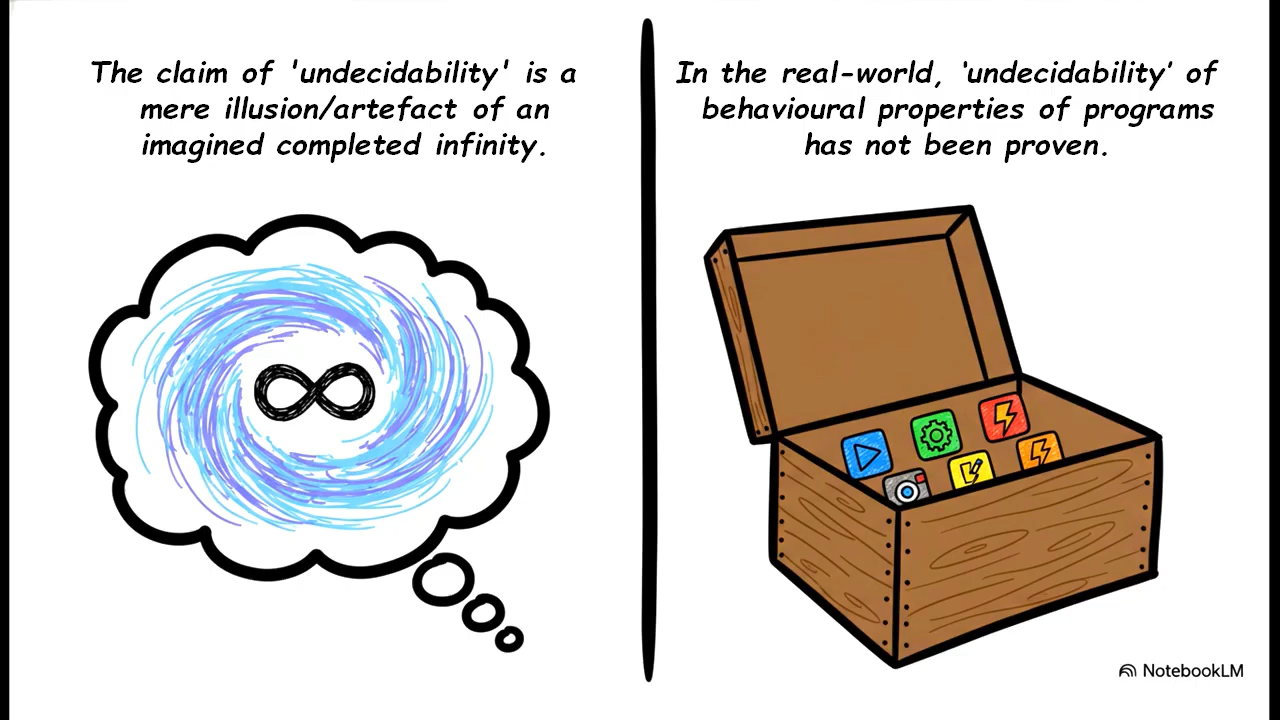 The claim of 'undecidability' is a
mere illusion/artefact of an
imagined completed infinity.
In the real-world, ‘undecidability’ of
behavioural properties of programs
has not been proven.
NotebookLM